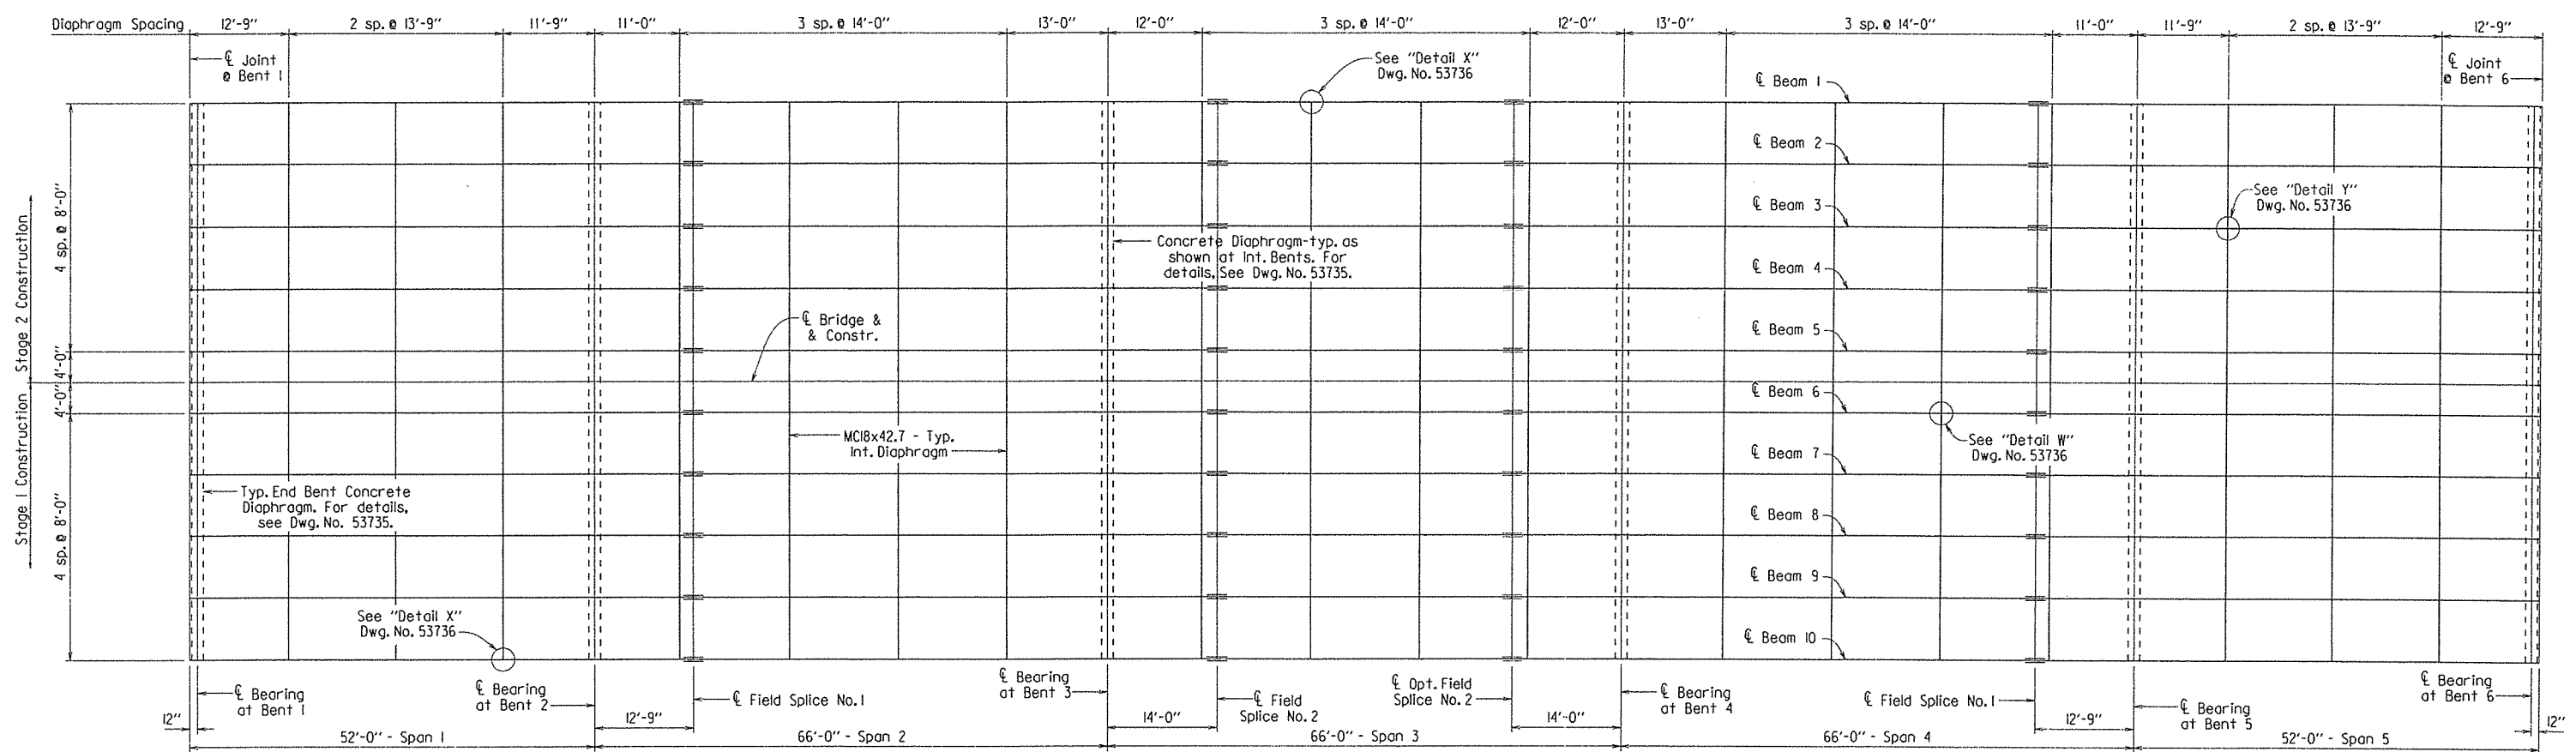 Diaphragm Spacing
12'-9"
2 sp. @ 13'-9"
11'-9"
11'-0"
3 sp. @ 14'-0"
13'-0"
12'-0"
3 sp. @ 14'-0"
12'-0"
13'-0"
3 sp. @ 14'-0"
11'-0"
11'-9"
2 sp. @ 13'-9"
12'-9"
℄ Joint
@ Bent 1
See "Detail X"
Dwg. No. 53736
℄ Joint
@ Bent 6
℄ Beam 1
℄ Beam 2
℄ Beam 3
℄ Beam 4
℄ Beam 5
℄ Beam 6
℄ Beam 7
℄ Beam 8
℄ Beam 9
℄ Beam 10
See "Detail Y"
Dwg. No. 53736
Concrete Diaphragm-typ. as
shown at Int. Bents. For
details, See Dwg. No. 53735.
℄ Bridge &
& Constr.
Stage 2 Construction
Stage 1 Construction
4 sp. @ 8'-0"
4'-0"
4'-0"
4 sp. @ 8'-0"
MC18x42.7 - Typ.
Int. Diaphragm
See "Detail W"
Dwg. No. 53736
Typ. End Bent Concrete
Diaphragm. For details,
see Dwg. No. 53735.
See "Detail X"
Dwg. No. 53736
℄ Bearing
at Bent 1
℄ Bearing
at Bent 2
℄ Field Splice No. 1
℄ Bearing
at Bent 3
℄ Field
Splice No. 2
℄ Opt. Field
Splice No. 2
℄ Bearing
at Bent 4
℄ Field Splice No. 1
℄ Bearing
at Bent 5
℄ Bearing
at Bent 6
12"
12'-9"
14'-0"
14'-0"
12'-9"
12"
52'-0" - Span 1
66'-0" - Span 2
66'-0" - Span 3
66'-0" - Span 4
52'-0" - Span 5